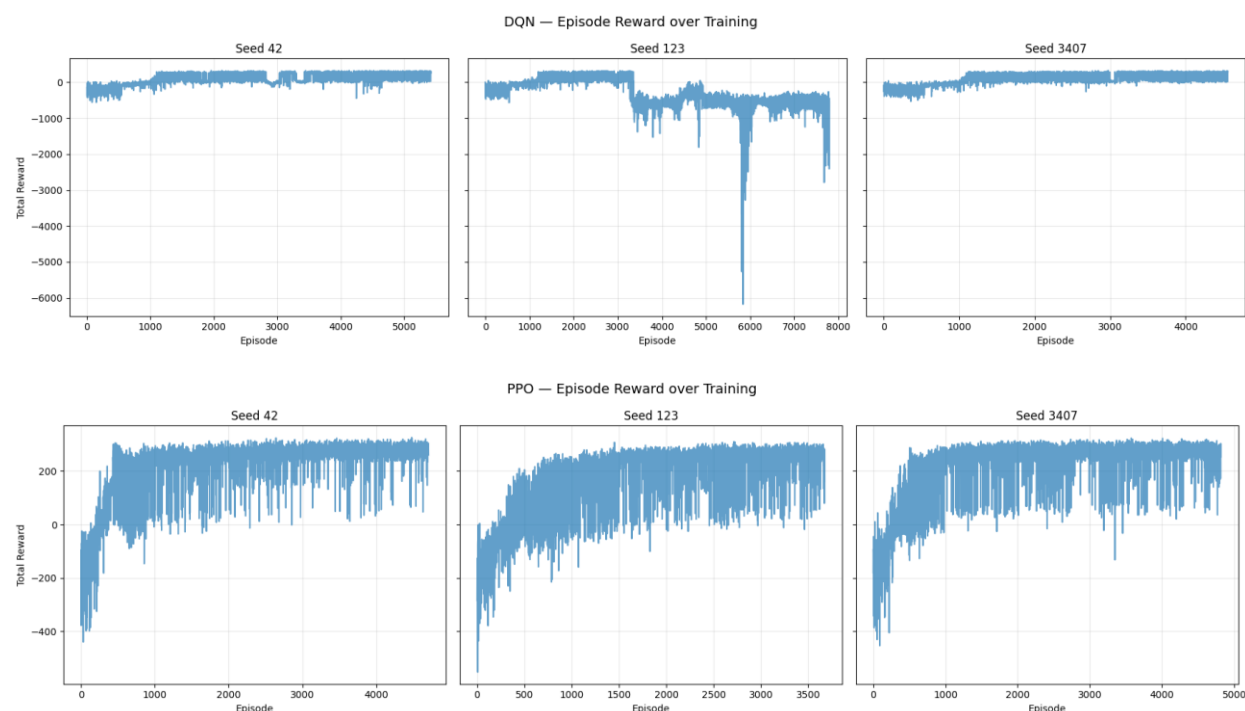 DQN — Episode Reward over Training
Seed 42
Seed 123
Seed 3407
Total Reward
0
−1000
−2000
−3000
−4000
−5000
−6000
0 1000 2000 3000 4000 5000
0 1000 2000 3000 4000 5000 6000 7000 8000
0 1000 2000 3000 4000
Episode
Episode
Episode
PPO — Episode Reward over Training
Seed 42
Seed 123
Seed 3407
Total Reward
200
0
−200
−400
0 1000 2000 3000 4000
0 500 1000 1500 2000 2500 3000 3500
0 1000 2000 3000 4000 5000
Episode
Episode
Episode